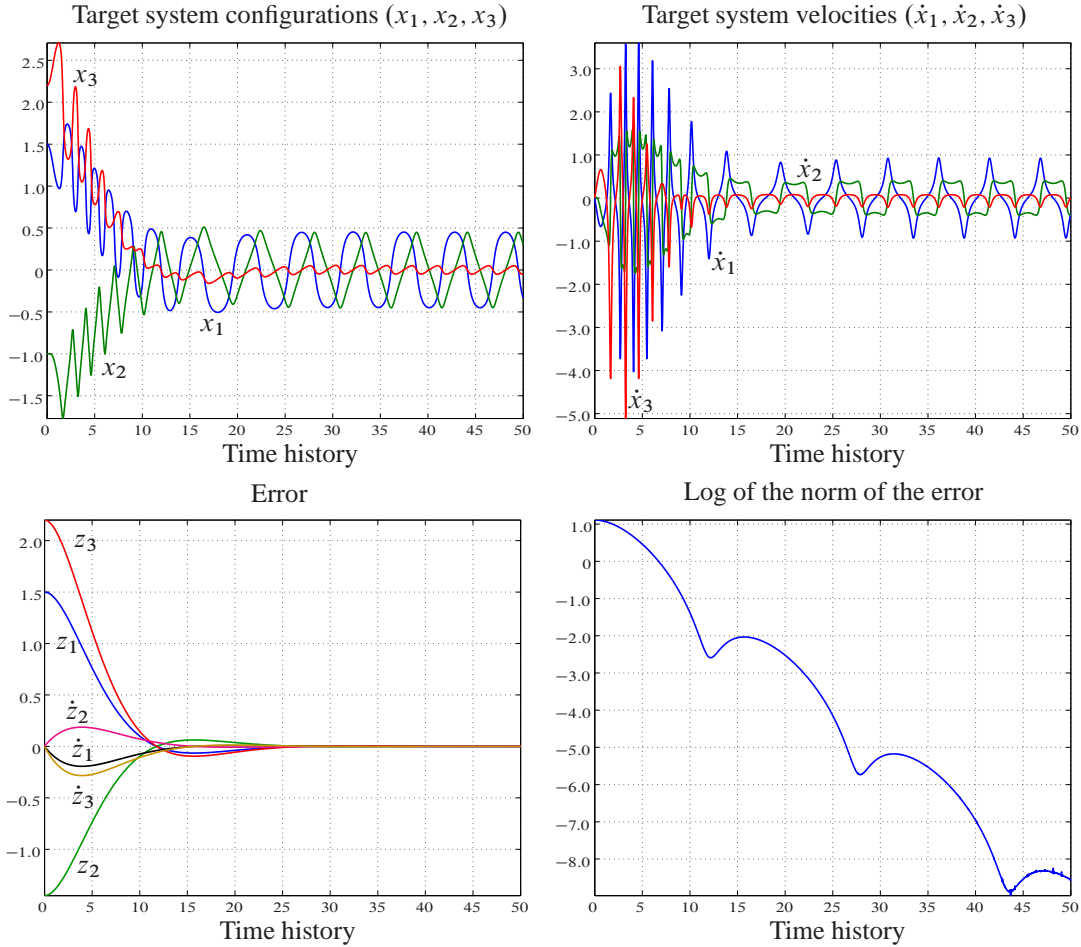 Target system configurations (x₁, x₂, x₃)
2.5
2.0
1.5
1.0
0.5
0
−0.5
−1.0
−1.5
x₃
x₁
x₂
0 5 10 15 20 25 30 35 40 45 50
Time history
Target system velocities (ẋ₁, ẋ₂, ẋ₃)
3.0
2.0
1.0
0
−1.0
−2.0
−3.0
−4.0
−5.0
ẋ₂
ẋ₁
ẋ₃
0 5 10 15 20 25 30 35 40 45 50
Time history
Error
2.0
1.5
1.0
0.5
0
−0.5
−1.0
z₃
z₁
ż₂
ż₁
ż₃
z₂
0 5 10 15 20 25 30 35 40 45 50
Time history
Log of the norm of the error
1.0
0
−1.0
−2.0
−3.0
−4.0
−5.0
−6.0
−7.0
−8.0
0 5 10 15 20 25 30 35 40 45 50
Time history